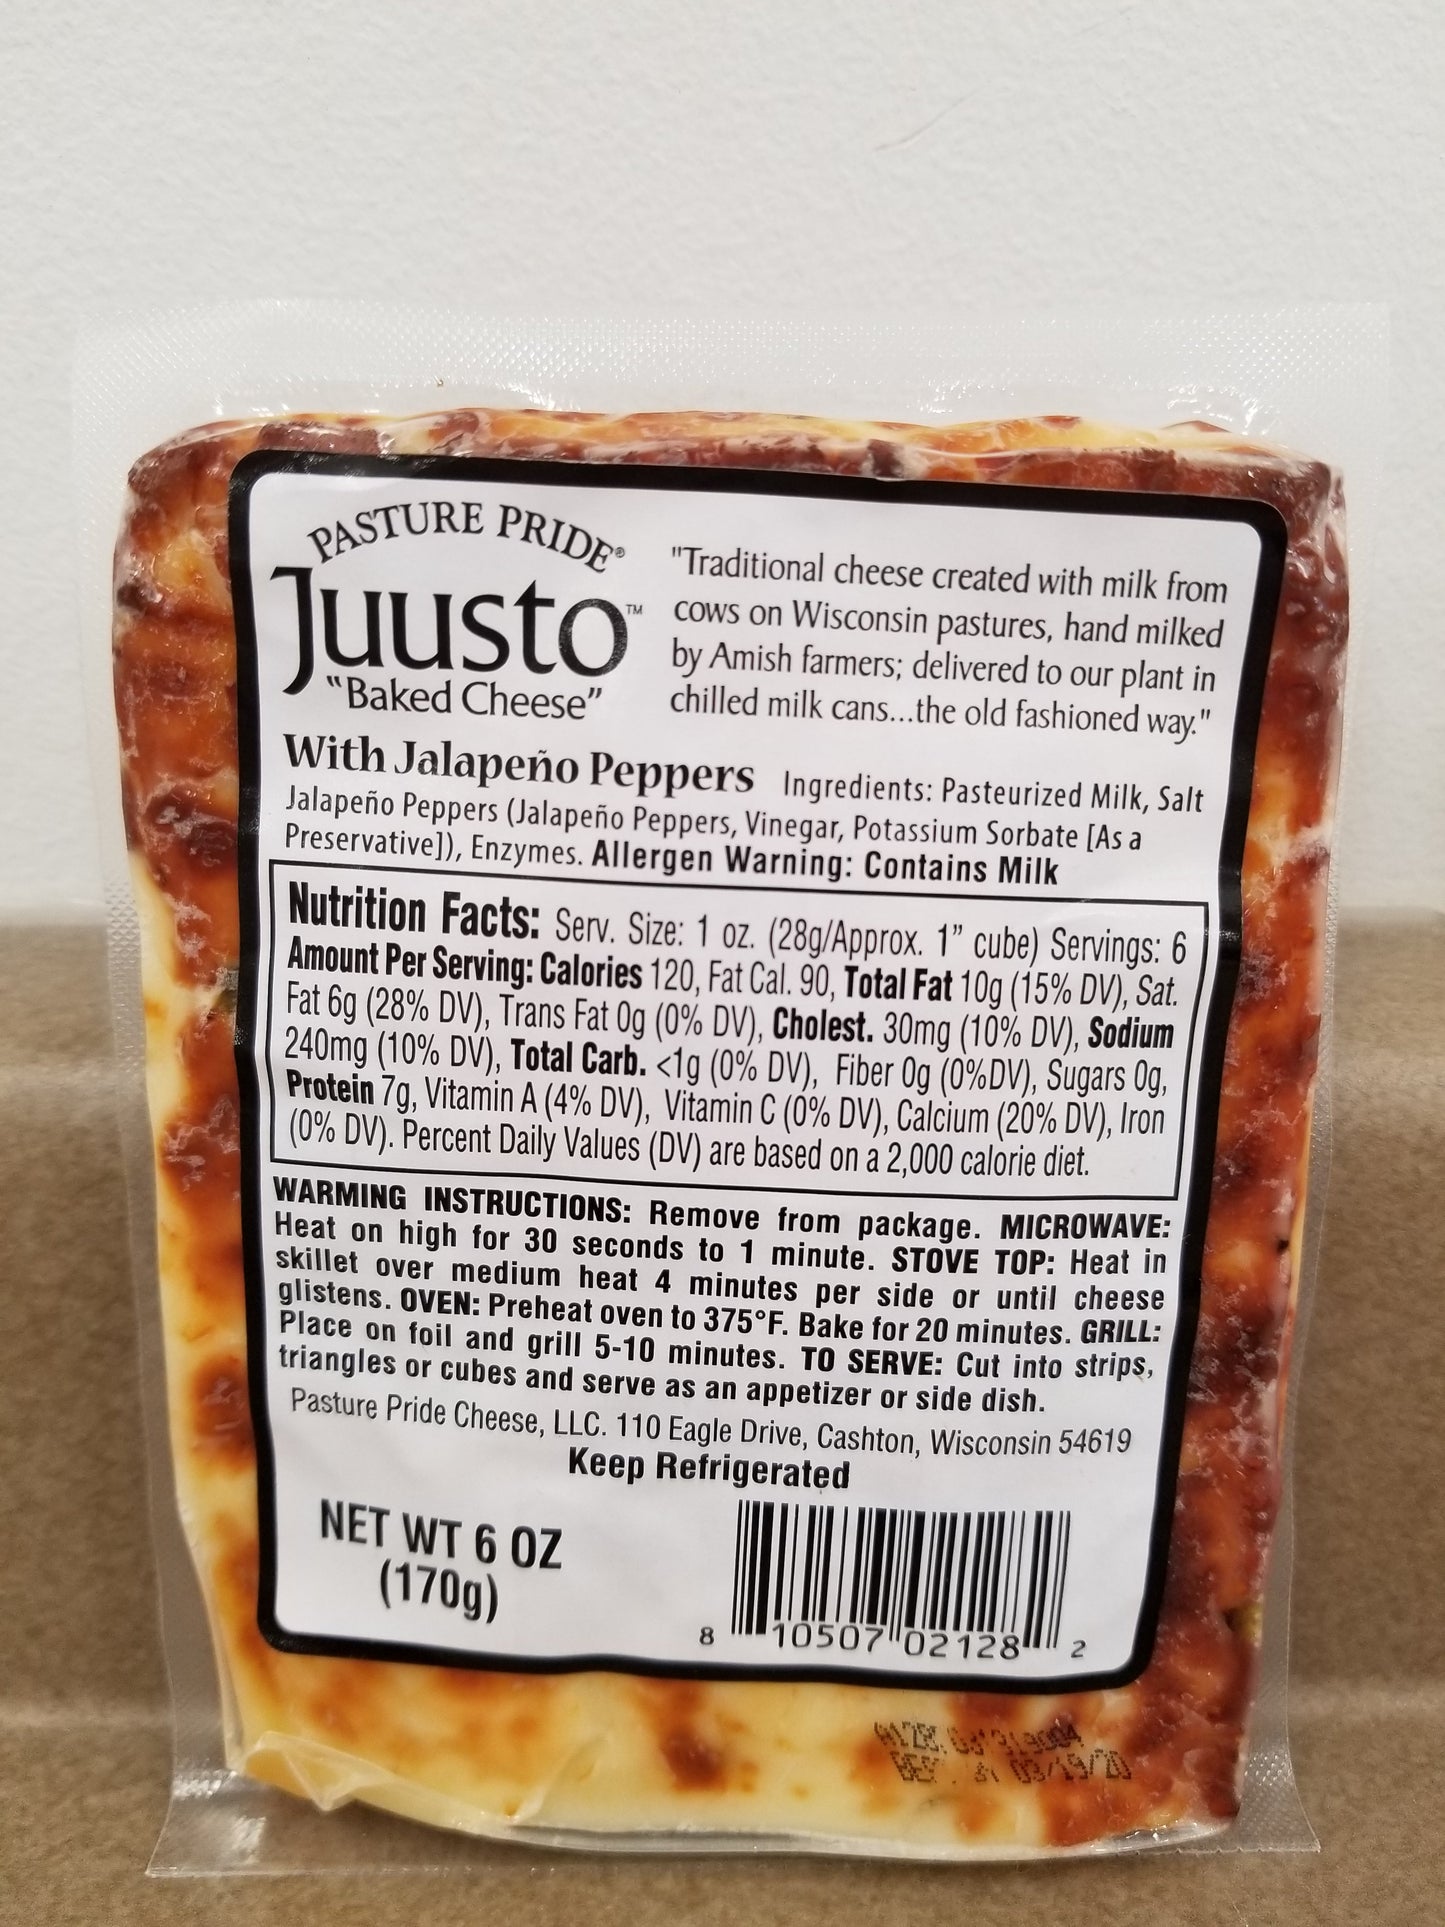 PASTURE PRIDE®
Juusto™
"Baked Cheese"
"Traditional cheese created with milk from
cows on Wisconsin pastures, hand milked
by Amish farmers; delivered to our plant in
chilled milk cans...the old fashioned way."
With Jalapeño Peppers Ingredients: Pasteurized Milk, Salt
Jalapeño Peppers (Jalapeño Peppers, Vinegar, Potassium Sorbate [As a
Preservative]), Enzymes. Allergen Warning: Contains Milk
Nutrition Facts: Serv. Size: 1 oz. (28g/Approx. 1" cube) Servings: 6
Amount Per Serving: Calories 120, Fat Cal. 90, Total Fat 10g (15% DV), Sat.
Fat 6g (28% DV), Trans Fat 0g (0% DV), Cholest. 30mg (10% DV), Sodium
240mg (10% DV), Total Carb. <1g (0% DV), Fiber 0g (0%DV), Sugars 0g,
Protein 7g, Vitamin A (4% DV), Vitamin C (0% DV), Calcium (20% DV), Iron
(0% DV). Percent Daily Values (DV) are based on a 2,000 calorie diet.
WARMING INSTRUCTIONS: Remove from package. MICROWAVE:
Heat on high for 30 seconds to 1 minute. STOVE TOP: Heat in
skillet over medium heat 4 minutes per side or until cheese
glistens. OVEN: Preheat oven to 375°F. Bake for 20 minutes. GRILL:
Place on foil and grill 5-10 minutes. TO SERVE: Cut into strips,
triangles or cubes and serve as an appetizer or side dish.
Pasture Pride Cheese, LLC. 110 Eagle Drive, Cashton, Wisconsin 54619
Keep Refrigerated
NET WT 6 OZ
(170g)
8 10507 02128 2
03/19/20